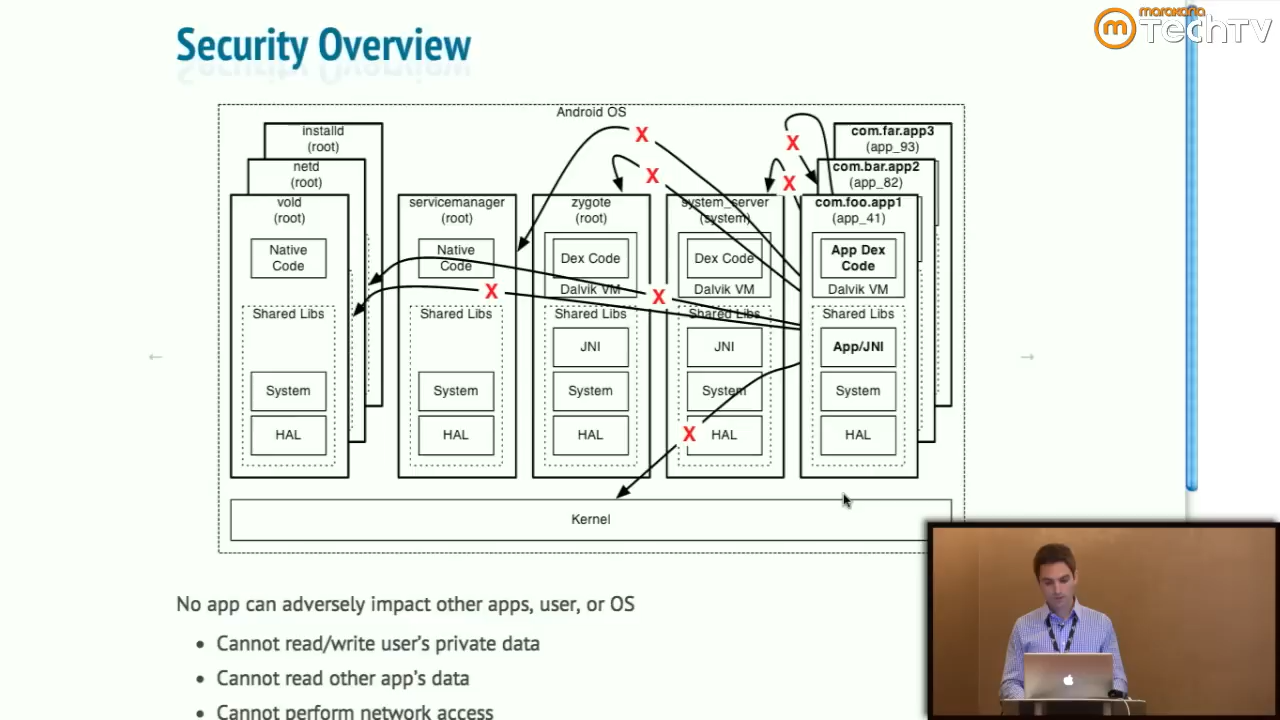 Security Overview
marakana
TechTV
Android OS
installd
(root)
netd
(root)
vold
(root)
Native
Code
Shared Libs
System
HAL
servicemanager
(root)
Native
Code
Shared Libs
System
HAL
zygote
(root)
Dex Code
Dalvik VM
Shared Libs
JNI
System
HAL
system_server
(system)
Dex Code
Dalvik VM
Shared Libs
JNI
System
HAL
com.far.app3
(app_93)
com.bar.app2
(app_82)
com.foo.app1
(app_41)
App Dex
Code
Dalvik VM
Shared Libs
App/JNI
System
HAL
X
X
X
X
X
X
X
Kernel
No app can adversely impact other apps, user, or OS
• Cannot read/write user's private data
• Cannot read other app's data
• Cannot perform network access